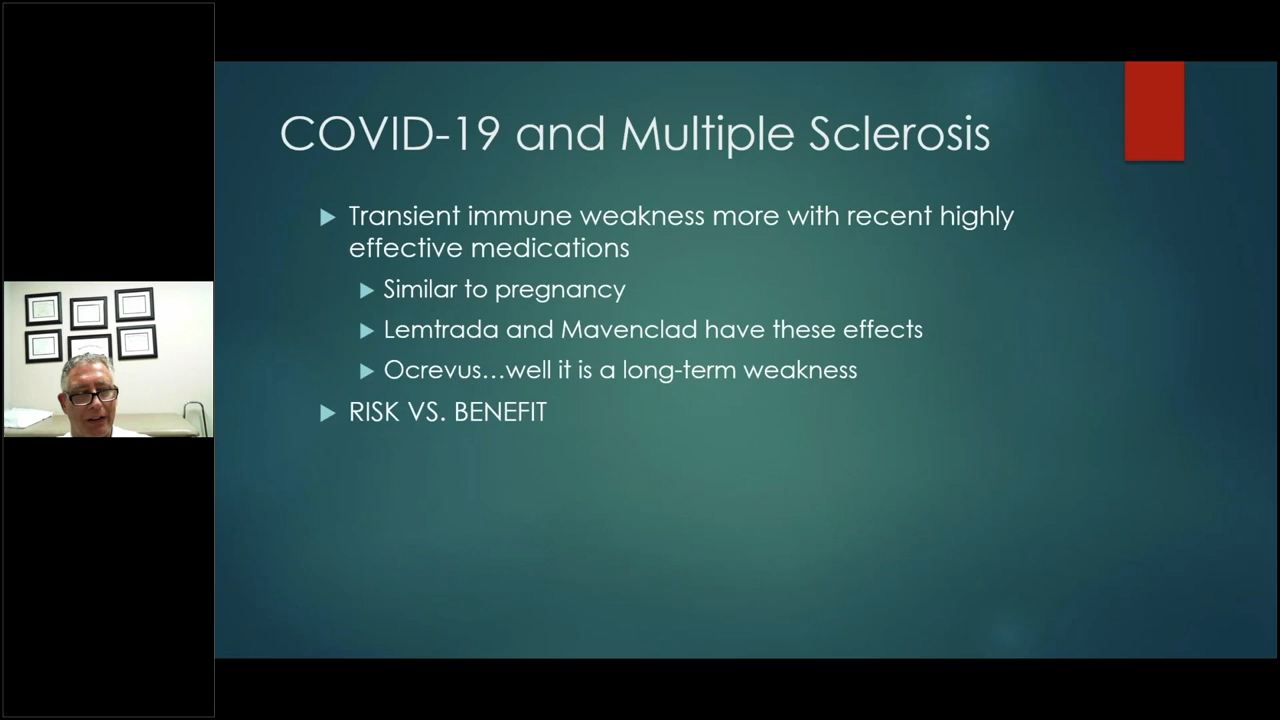 COVID-19 and Multiple Sclerosis
Transient immune weakness more with recent highly
effective medications
Similar to pregnancy
Lemtrada and Mavenclad have these effects
Ocrevus...well it is a long-term weakness
RISK VS. BENEFIT